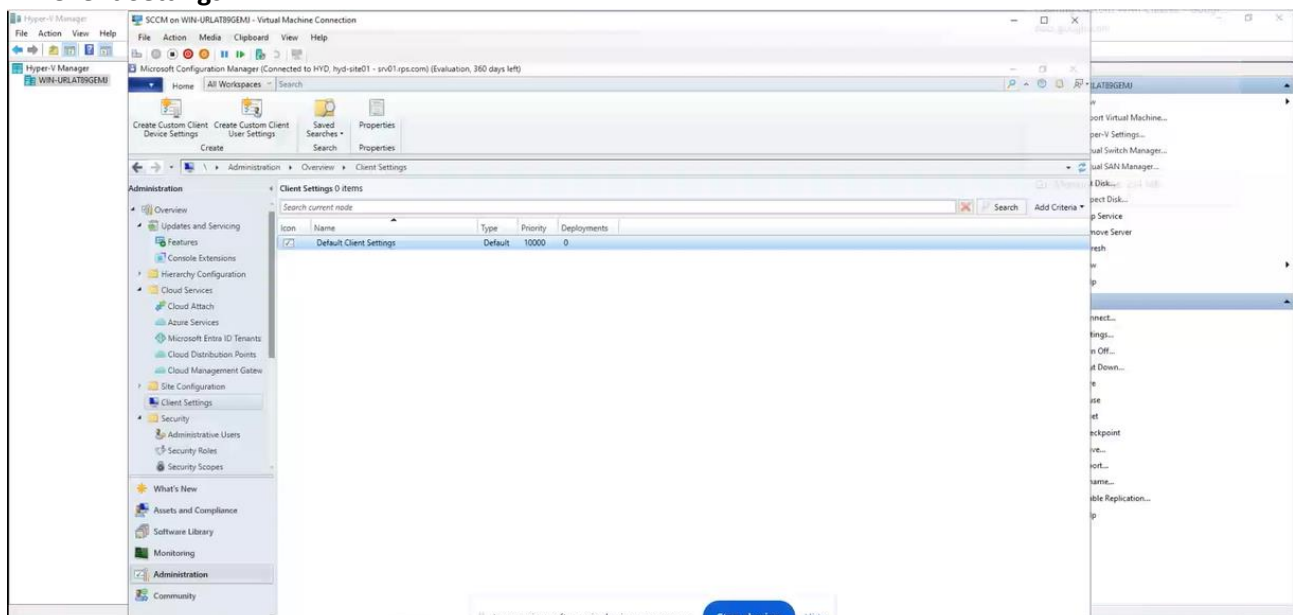 Hyper-V Manager
File Action View Help
Hyper-V Manager
WIN-URLAT89GEMJ
SCCM on WIN-URLAT89GEMJ - Virtual Machine Connection
File Action Media Clipboard View Help
Microsoft Configuration Manager (Connected to HYD, hyd-site01 - srv01.rps.com) (Evaluation, 360 days left)
Home All Workspaces Search
Create Custom Client Device Settings
Create Custom Client User Settings
Saved Searches
Properties
Create Search Properties
\ Administration Overview Client Settings
Administration
Overview
Updates and Servicing
Features
Console Extensions
Hierarchy Configuration
Cloud Services
Cloud Attach
Azure Services
Microsoft Entra ID Tenants
Cloud Distribution Points
Cloud Management Gatew
Site Configuration
Client Settings
Security
Administrative Users
Security Roles
Security Scopes
What's New
Assets and Compliance
Software Library
Monitoring
Administration
Community
Client Settings 0 items
Search current node Search Add Criteria
Icon Name Type Priority Deployments
Default Client Settings Default 10000 0
LAT89GEMJ
w
port Virtual Machine...
per-V Settings...
ual Switch Manager...
ual SAN Manager...
t Disk...
pect Disk...
p Service
move Server
resh
w
p
nnect...
tings...
n Off...
t Down...
e
use
et
eckpoint
ve...
ort...
name...
ble Replication...
p